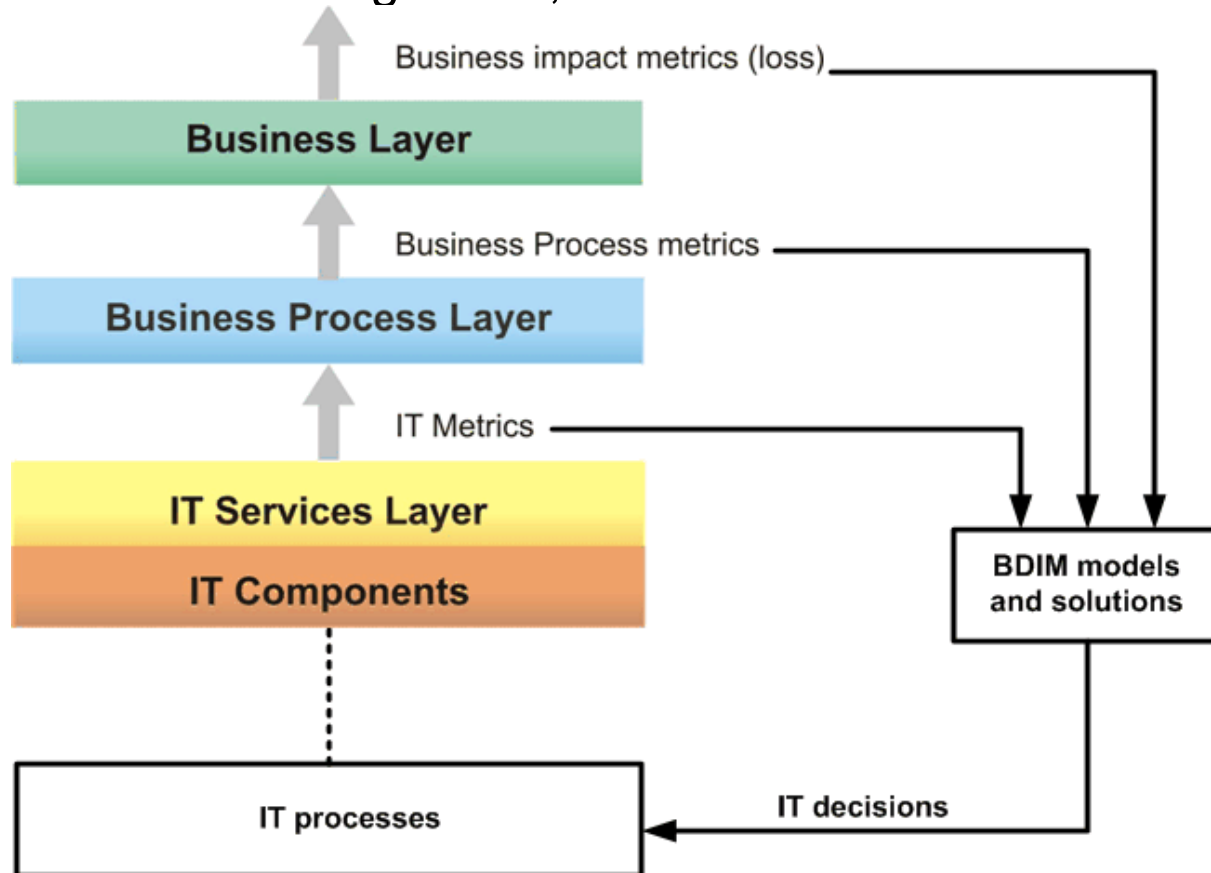 Business impact metrics (loss)
Business Layer
Business Process metrics
Business Process Layer
IT Metrics
IT Services Layer
IT Components
BDIM models
and solutions
IT decisions
IT processes